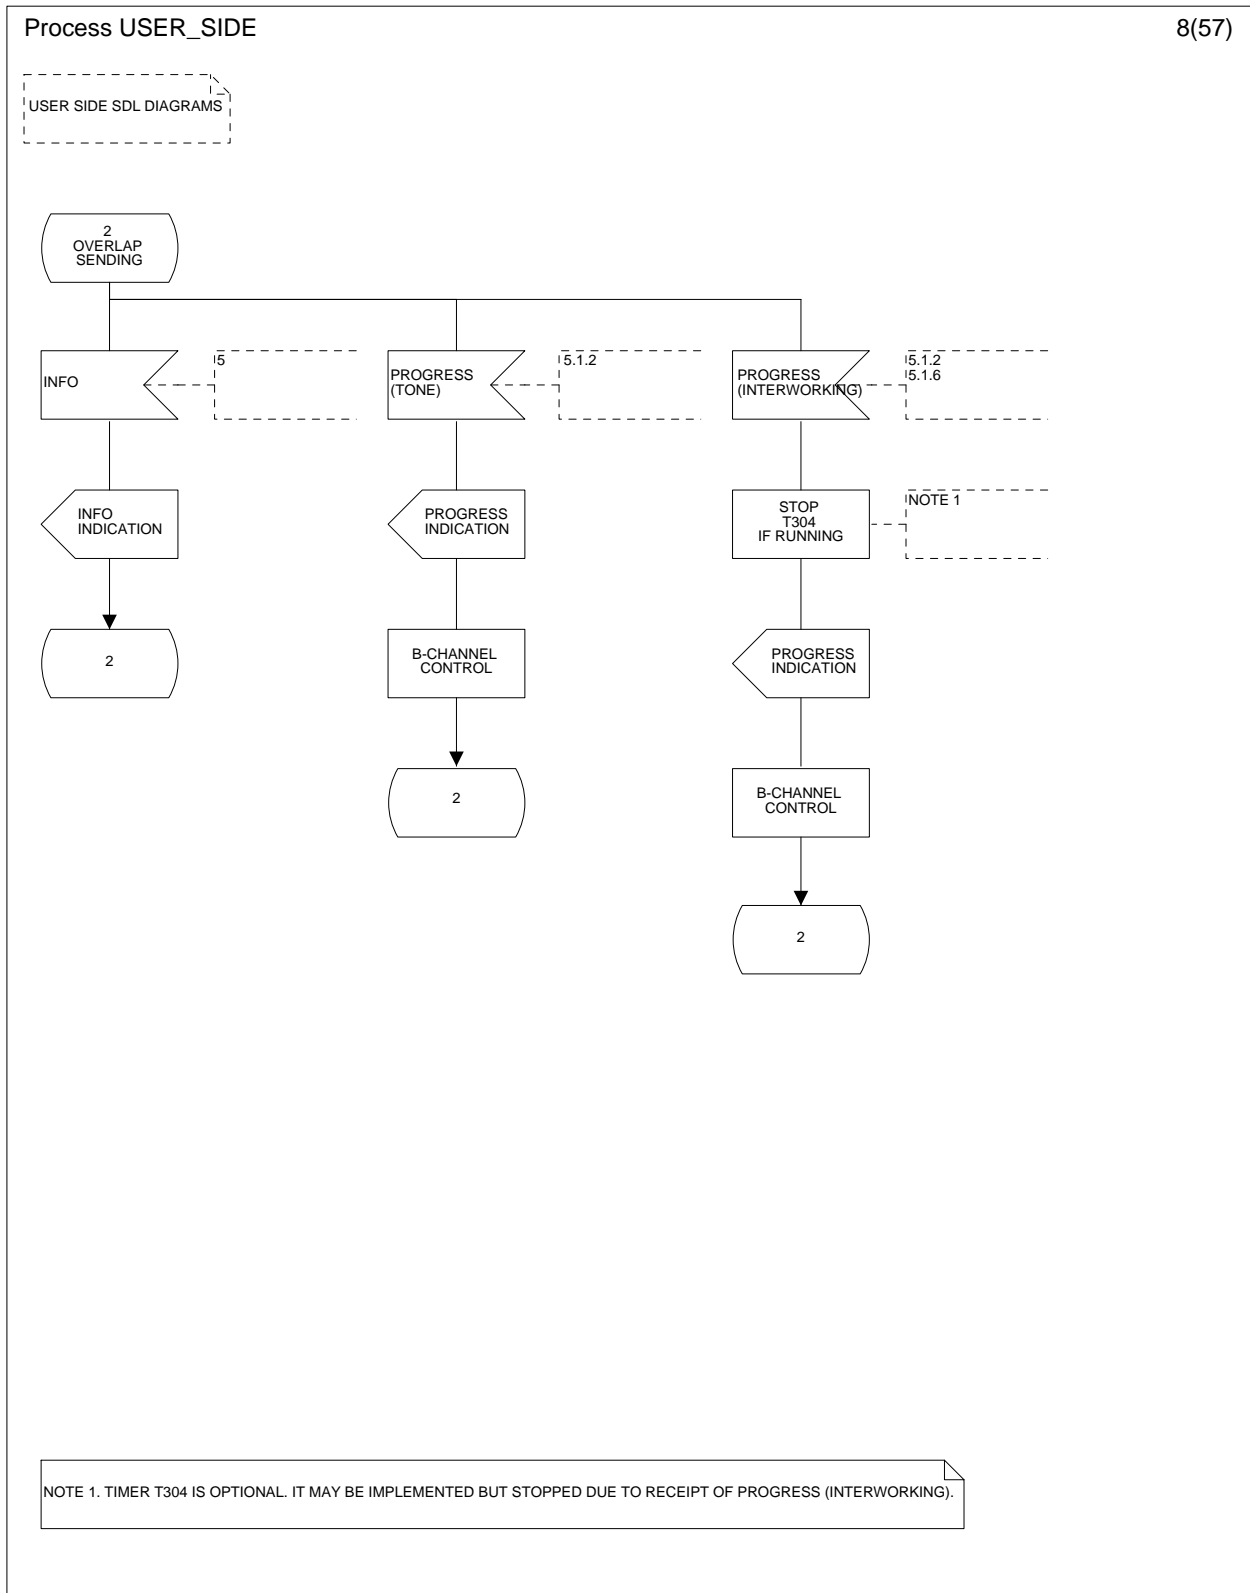 Process USER_SIDE
8(57)
USER SIDE SDL DIAGRAMS
2
OVERLAP
SENDING
INFO
5
PROGRESS
(TONE)
5.1.2
PROGRESS
(INTERWORKING)
5.1.2
5.1.6
INFO
INDICATION
PROGRESS
INDICATION
STOP
T304
IF RUNNING
NOTE 1
2
B-CHANNEL
CONTROL
PROGRESS
INDICATION
2
B-CHANNEL
CONTROL
2
NOTE 1. TIMER T304 IS OPTIONAL. IT MAY BE IMPLEMENTED BUT STOPPED DUE TO RECEIPT OF PROGRESS (INTERWORKING).